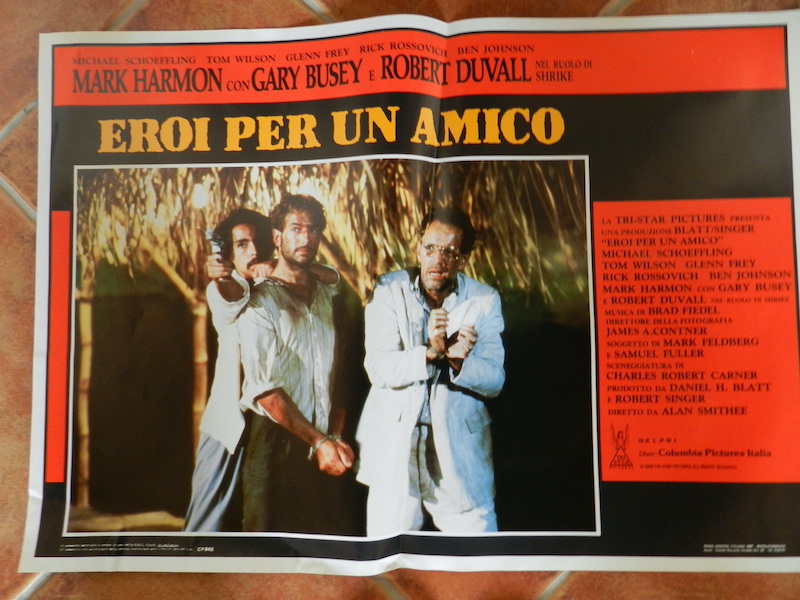 MICHAEL SCHOEFFLING TOM WILSON GLENN FREY RICK ROSSOVICH BEN JOHNSON
MARK HARMON CON GARY BUSEY E ROBERT DUVALL NEL RUOLO DI SHRIKE
EROI PER UN AMICO
LA TRI-STAR PICTURES PRESENTA
UNA PRODUZIONE BLATT/SINGER
"EROI PER UN AMICO"
MICHAEL SCHOEFFLING
TOM WILSON GLENN FREY
RICK ROSSOVICH BEN JOHNSON
MARK HARMON CON GARY BUSEY
E ROBERT DUVALL NEL RUOLO DI SHRIKE
MUSICA DI BRAD FIEDEL
DIRETTORE DELLA FOTOGRAFIA
JAMES A.CONTNER
SOGGETTO DI MARK FELDBERG
E SAMUEL FULLER
SCENEGGIATURA DI
CHARLES ROBERT CARNER
PRODOTTO DA DANIEL H. BLATT
E ROBERT SINGER
DIRETTO DA ALAN SMITHEE
DELPHI
Distr: Columbia Pictures Italia